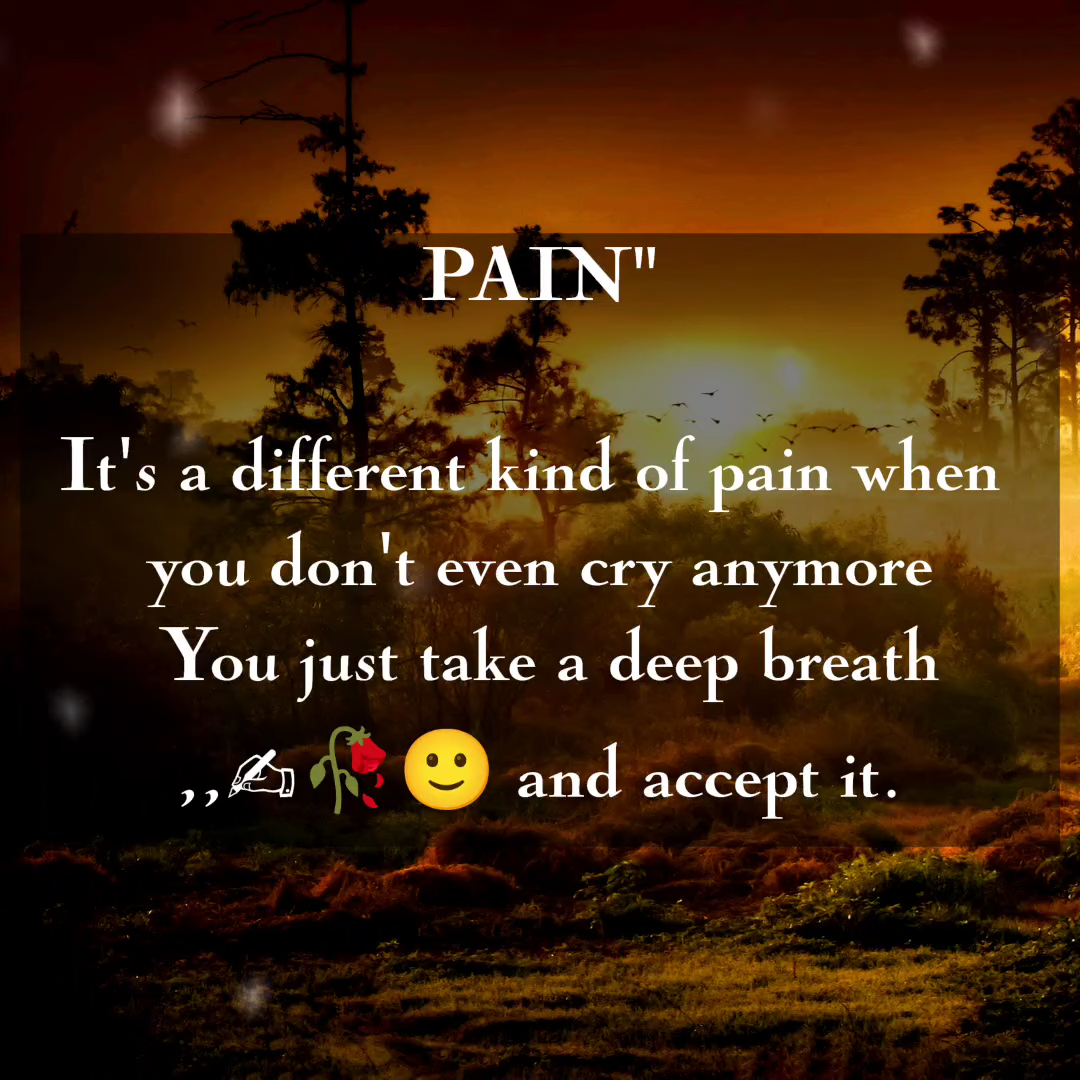 PAIN"
It's a different kind of pain when
you don't even cry anymore
You just take a deep breath
,,✍🥀🙂 and accept it.